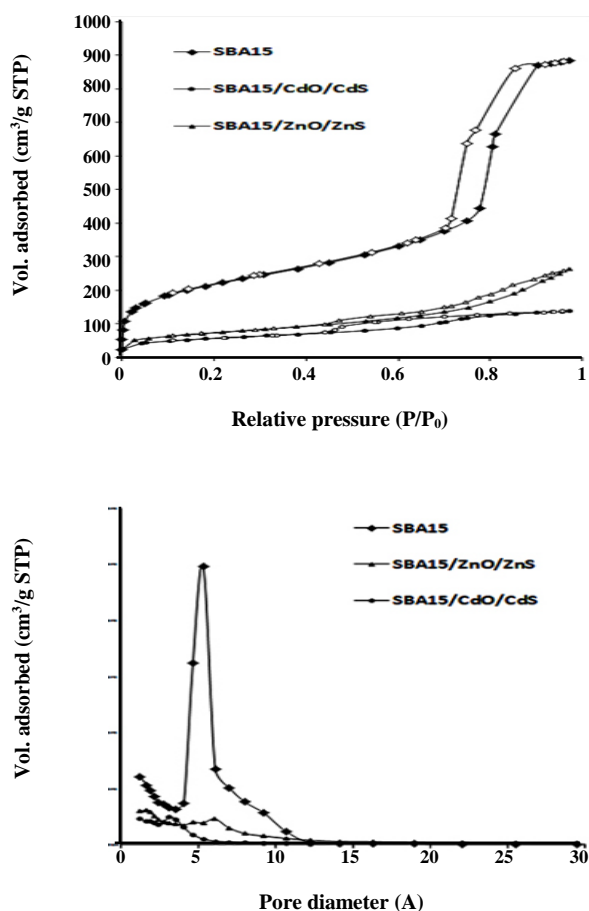 1000
900
800
700
600
500
400
300
200
100
0
Vol. adsorbed (cm³/g STP)
SBA15
SBA15/CdO/CdS
SBA15/ZnO/ZnS
0 0.2 0.4 0.6 0.8 1
Relative pressure (P/P₀)
Vol. adsorbed (cm³/g STP)
SBA15
SBA15/ZnO/ZnS
SBA15/CdO/CdS
0 5 10 15 20 25 30
Pore diameter (A)